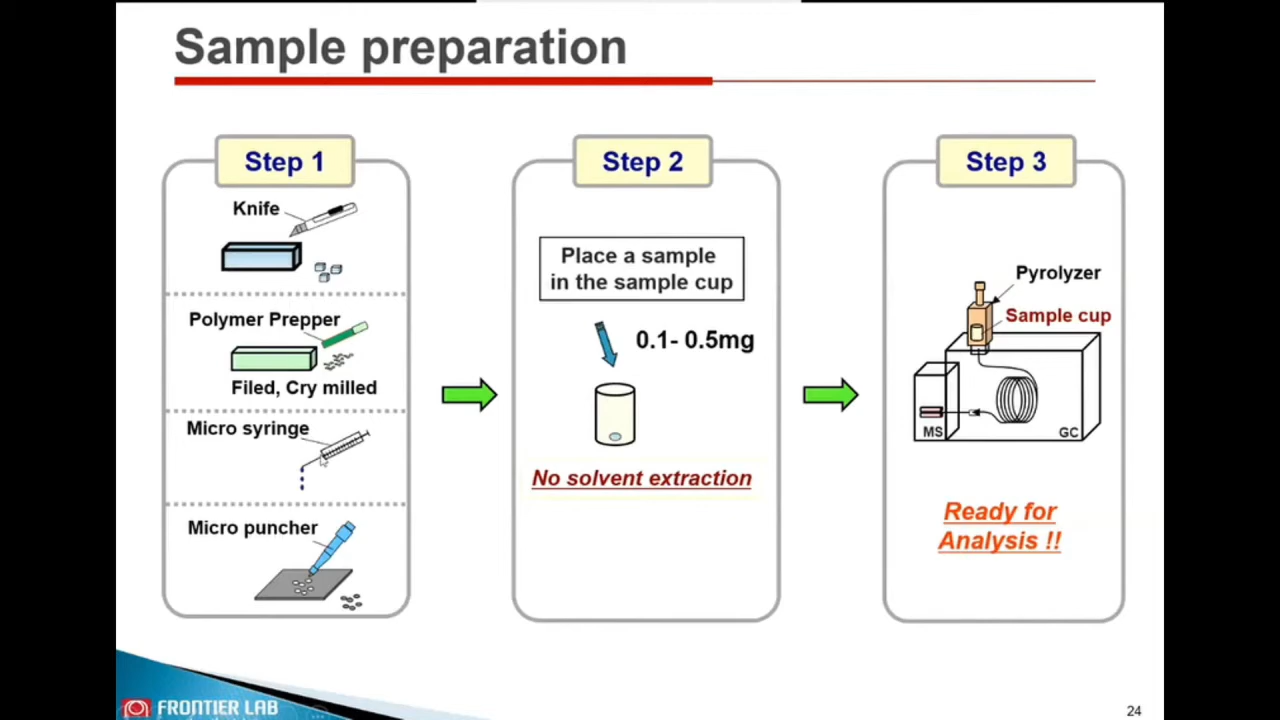 Sample preparation
Step 1
Knife
Polymer Prepper
Filed, Cry milled
Micro syringe
Micro puncher
Step 2
Place a sample
in the sample cup
0.1- 0.5mg
No solvent extraction
Step 3
Pyrolyzer
Sample cup
MS
GC
Ready for
Analysis !!
FRONTIER LAB
24